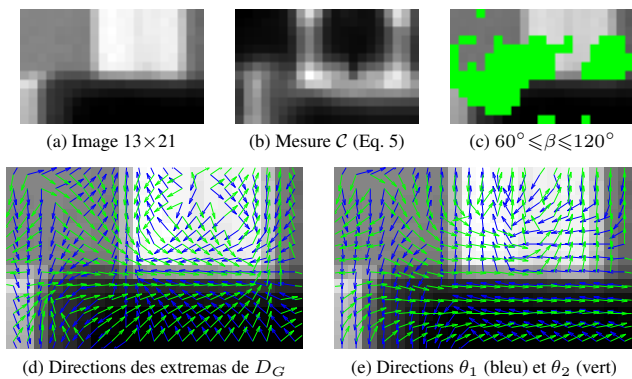 (a) Image 13×21
(b) Mesure C (Eq. 5)
(c) 60°⩽β⩽120°
(d) Directions des extremas de D_G
(e) Directions θ₁ (bleu) et θ₂ (vert)